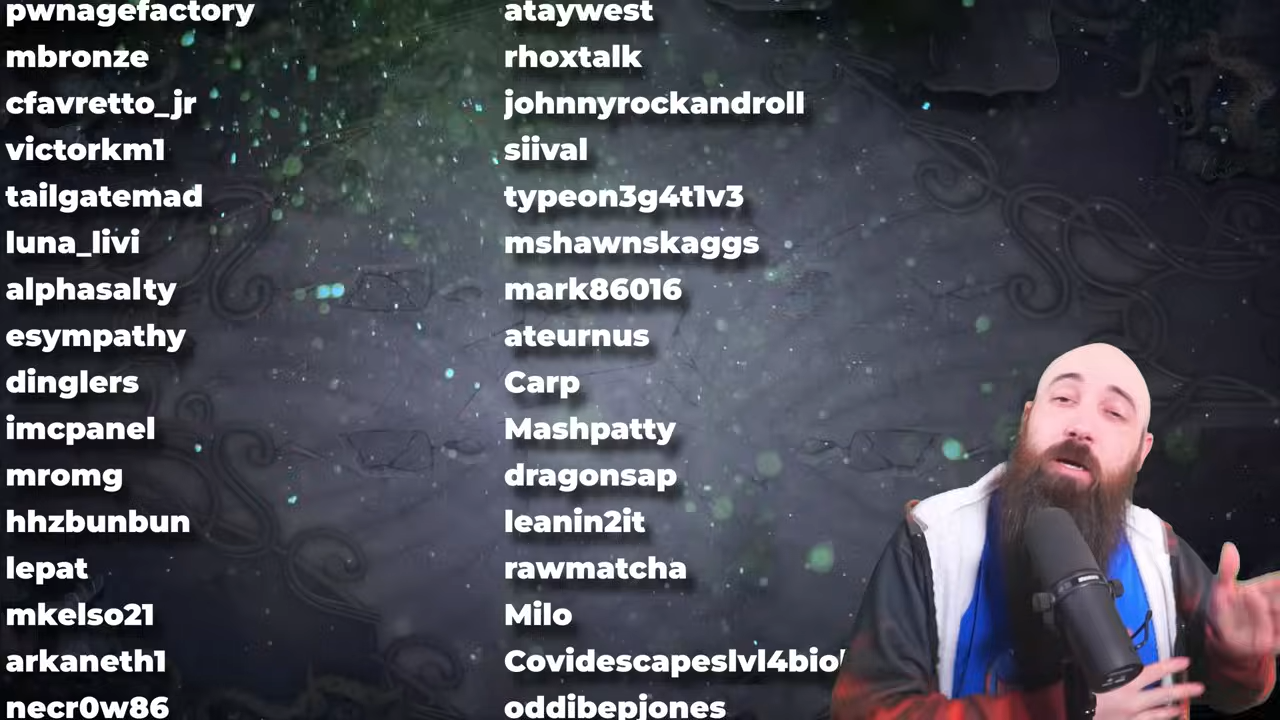 pwnagefactory
mbronze
cfavretto_jr
victorkm1
tailgatemad
luna_livi
alphasalty
esympathy
dinglers
imcpanel
mromg
hhzbunbun
lepat
mkelso21
arkaneth1
necr0w86
ataywest
rhoxtalk
johnnyrockandroll
siival
typeon3g4t1v3
mshawnskaggs
mark86016
ateurnus
Carp
Mashpatty
dragonsap
leanin2it
rawmatcha
Milo
oddibepjones